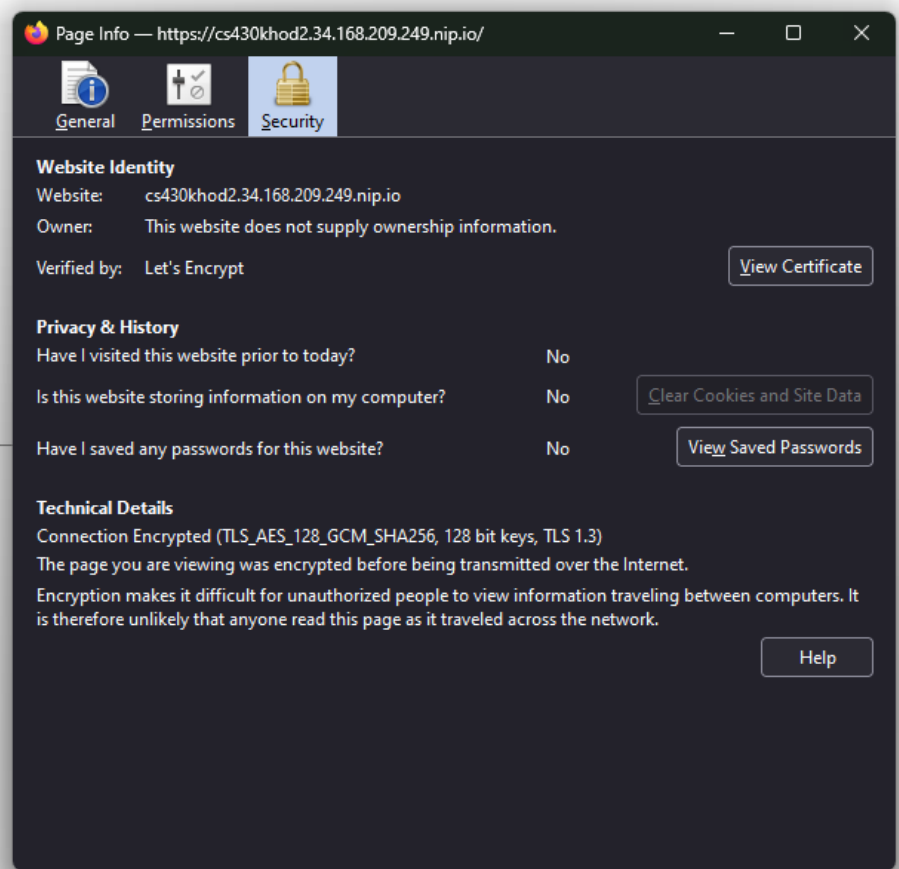 Page Info — https://cs430khod2.34.168.209.249.nip.io/
General Permissions Security
Website Identity
Website: cs430khod2.34.168.209.249.nip.io
Owner: This website does not supply ownership information.
Verified by: Let's Encrypt View Certificate
Privacy & History
Have I visited this website prior to today? No
Is this website storing information on my computer? No Clear Cookies and Site Data
Have I saved any passwords for this website? No View Saved Passwords
Technical Details
Connection Encrypted (TLS_AES_128_GCM_SHA256, 128 bit keys, TLS 1.3)
The page you are viewing was encrypted before being transmitted over the Internet.
Encryption makes it difficult for unauthorized people to view information traveling between computers. It
is therefore unlikely that anyone read this page as it traveled across the network.
Help